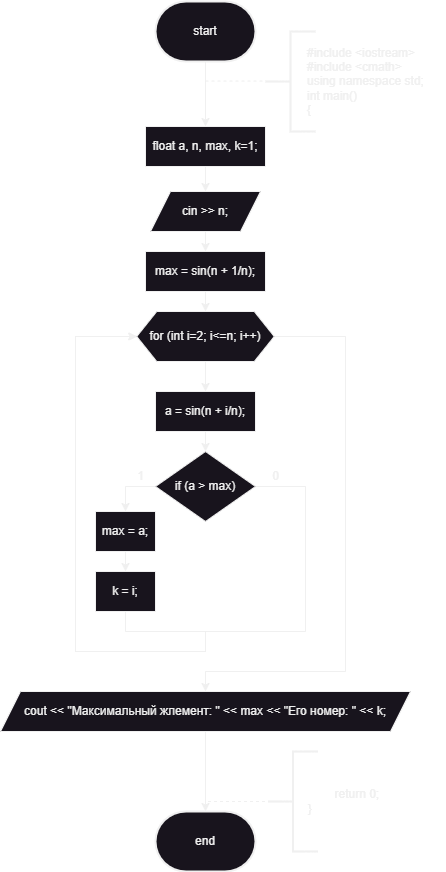 start
#include <iostream>
#include <cmath>
using namespace std;
int main()
{
float a, n, max, k=1;
cin >> n;
max = sin(n + 1/n);
for (int i=2; i<=n; i++)
a = sin(n + i/n);
if (a > max)
1
0
max = a;
k = i;
cout << "Максимальный жлемент: " << max << "Его номер: " << k;
return 0;
}
end